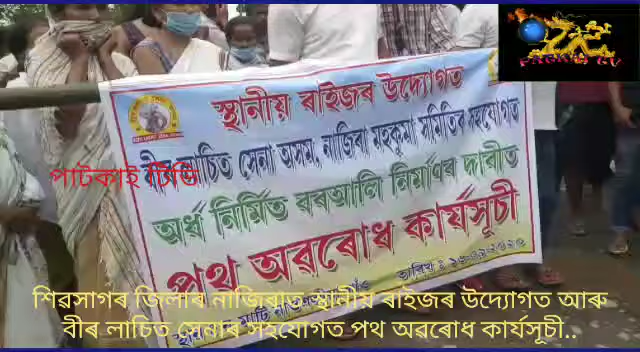 স্থানীয় ৰাইজৰ উদ্যোগত
বীৰ লাচিত সেনা অসম, নাজিৰা মহকুমা সমিতিৰ সহযোগত
অৰ্ধ নিৰ্মিত বৰআলি নিৰ্মাণৰ দাবীত
পথ অৱৰোধ কাৰ্যসূচী
তাৰিখ :
পাটকাই টিভি
শিৱসাগৰ জিলাৰ নাজিৰাত স্থানীয় ৰাইজৰ উদ্যোগত আৰু
বীৰ লাচিত সেনাৰ সহযোগত পথ অৱৰোধ কাৰ্যসূচী..